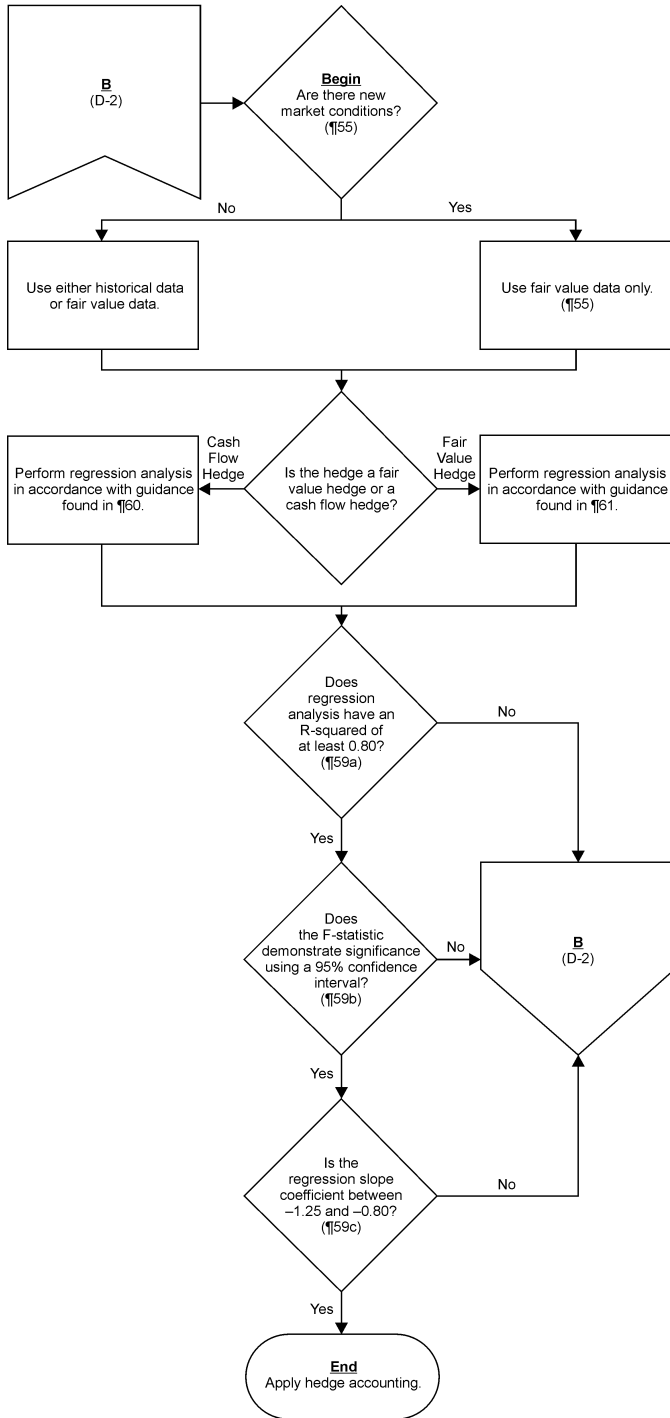 B
(D-2)
Begin
Are there new
market conditions?
(¶55)
No
Yes
Use either historical data
or fair value data.
Use fair value data only.
(¶55)
Cash
Flow
Hedge
Fair
Value
Hedge
Perform regression analysis
in accordance with guidance
found in ¶60.
Is the hedge a fair
value hedge or a
cash flow hedge?
Perform regression analysis
in accordance with guidance
found in ¶61.
Does
regression
analysis have an
R-squared of
at least 0.80?
(¶59a)
No
Yes
Does
the F-statistic
demonstrate significance
using a 95% confidence
interval?
(¶59b)
No
B
(D-2)
Yes
Is the
regression slope
coefficient between
–1.25 and –0.80?
(¶59c)
No
Yes
End
Apply hedge accounting.